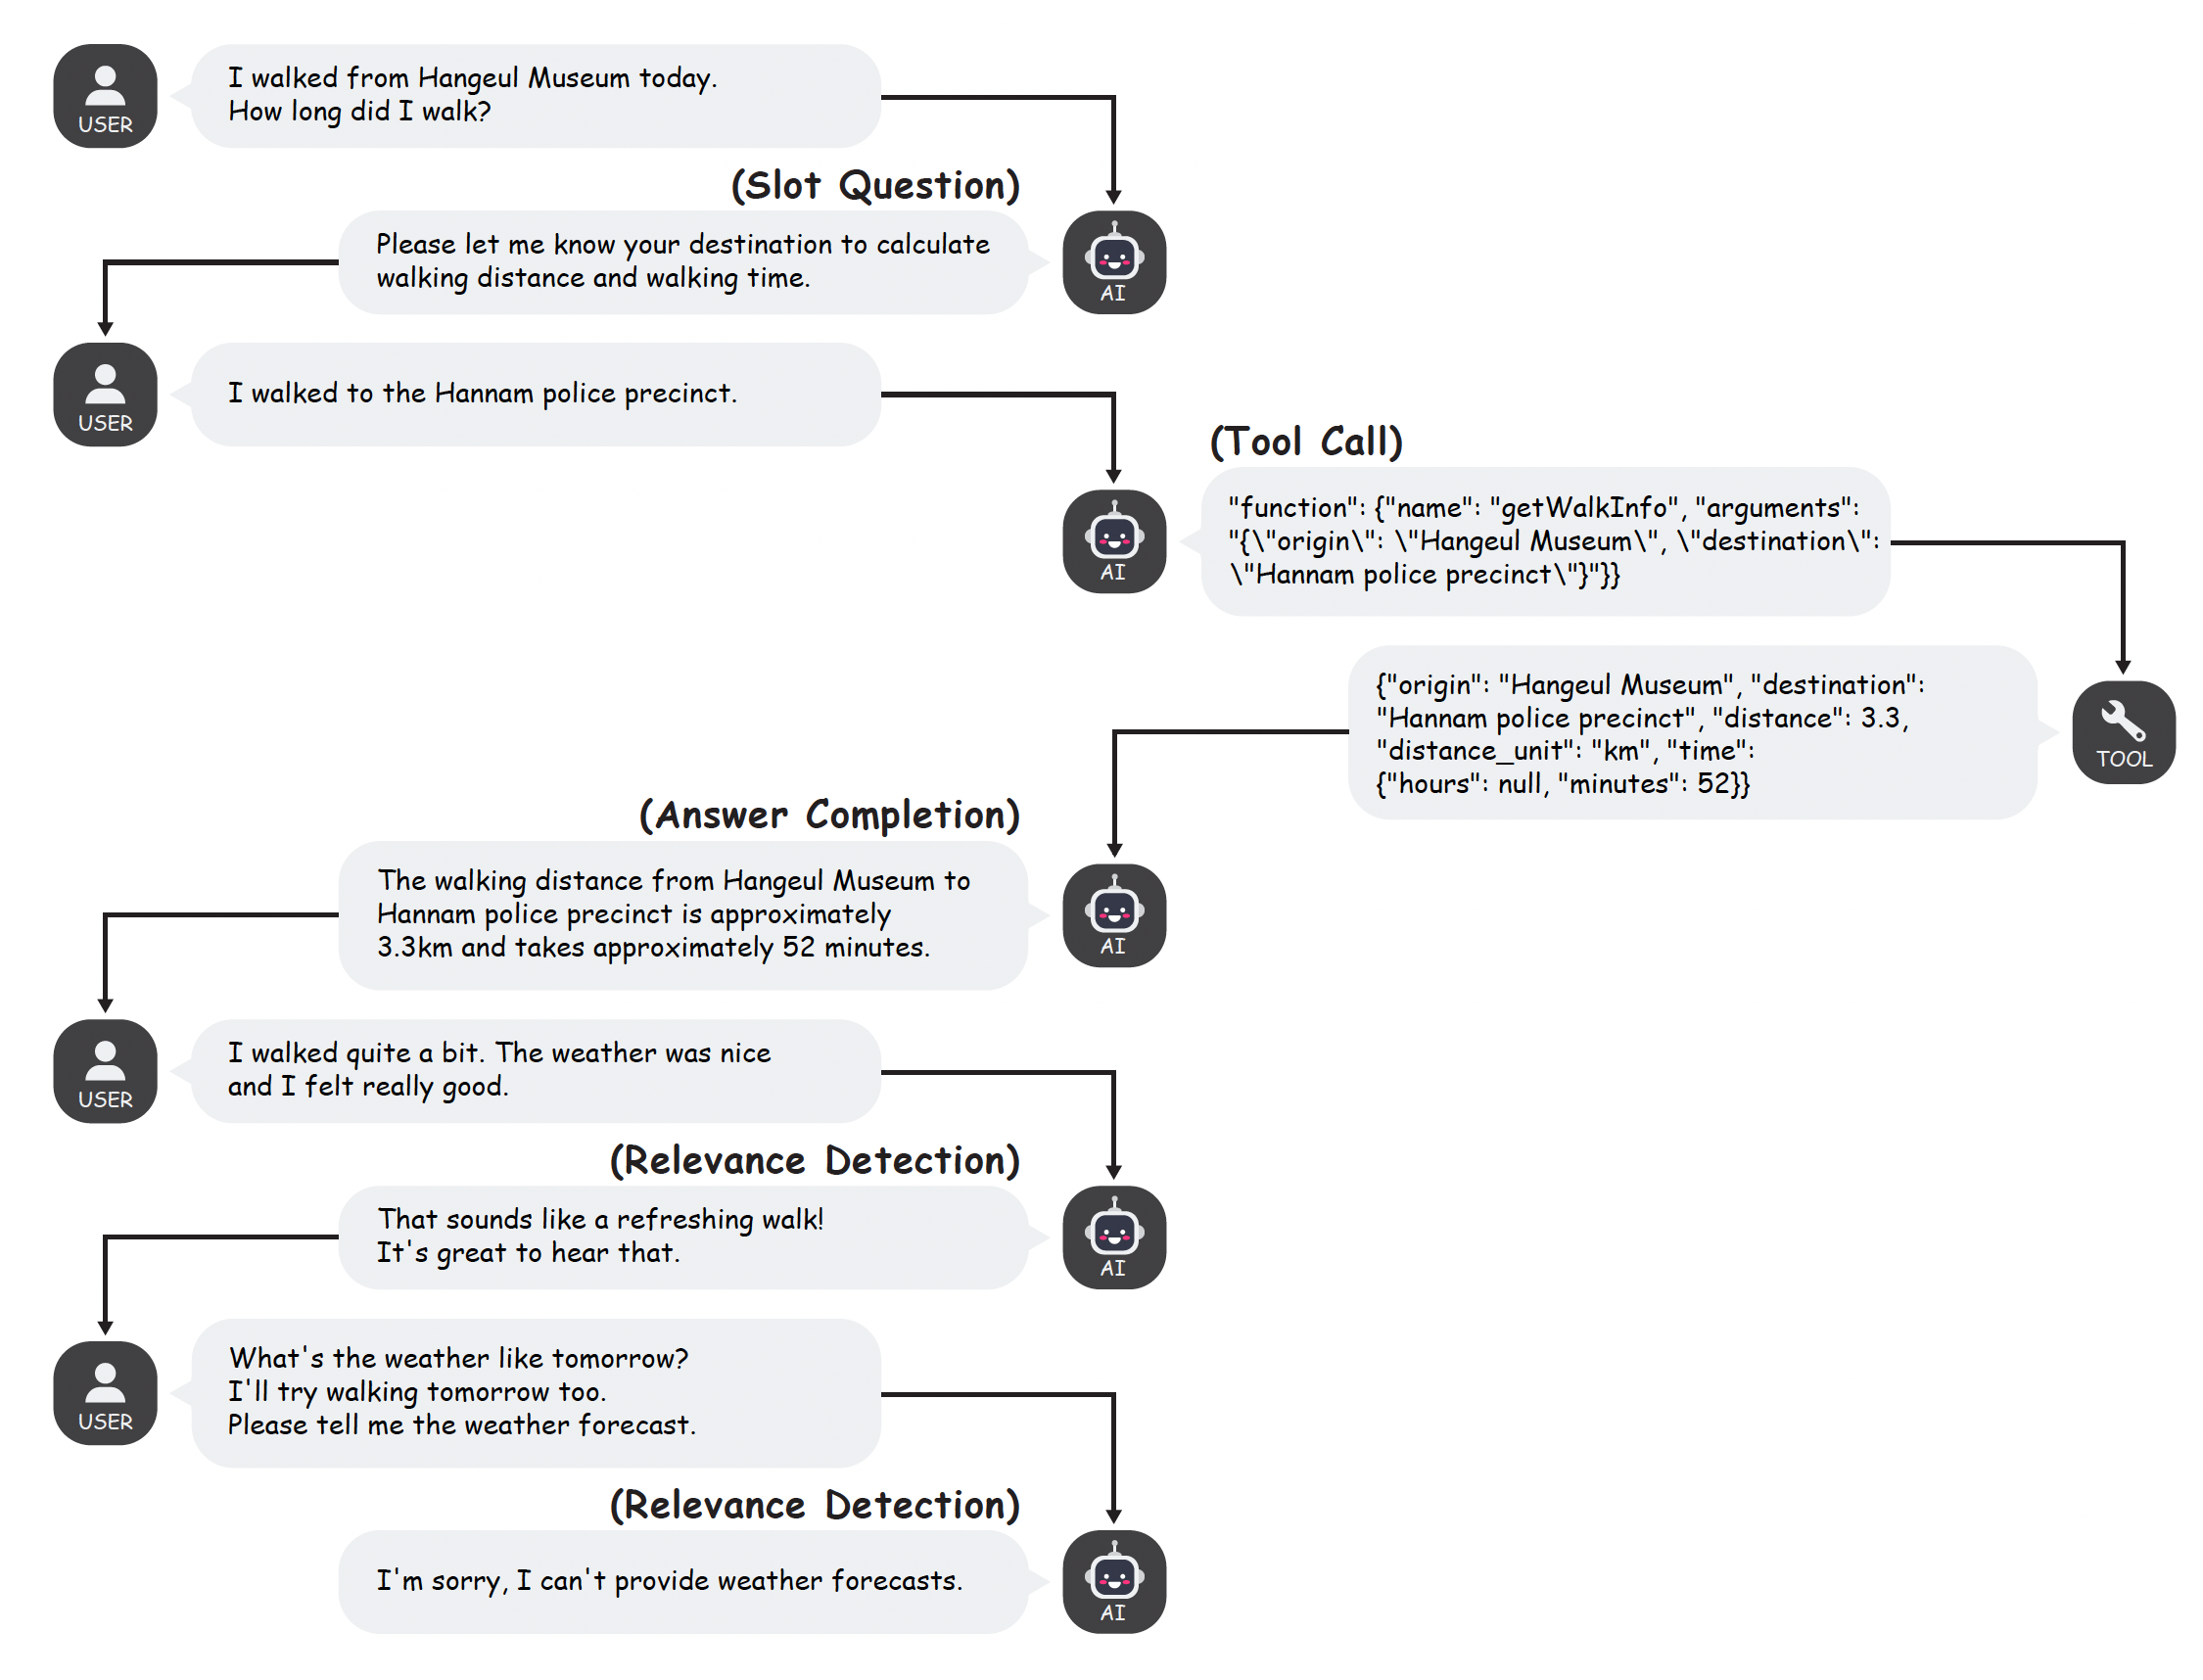 I walked from Hangeul Museum today.
How long did I walk?
USER
(Slot Question)
Please let me know your destination to calculate
walking distance and walking time.
AI
I walked to the Hannam police precinct.
USER
(Tool Call)
"function": {"name": "getWalkInfo", "arguments":
"{\"origin\": \"Hangeul Museum\", \"destination\":
\"Hannam police precinct\"}"}}
AI
{"origin": "Hangeul Museum", "destination":
"Hannam police precinct", "distance": 3.3,
"distance_unit": "km", "time":
{"hours": null, "minutes": 52}}
TOOL
(Answer Completion)
The walking distance from Hangeul Museum to
Hannam police precinct is approximately
3.3km and takes approximately 52 minutes.
AI
I walked quite a bit. The weather was nice
and I felt really good.
USER
(Relevance Detection)
That sounds like a refreshing walk!
It's great to hear that.
AI
What's the weather like tomorrow?
I'll try walking tomorrow too.
Please tell me the weather forecast.
USER
(Relevance Detection)
I'm sorry, I can't provide weather forecasts.
AI